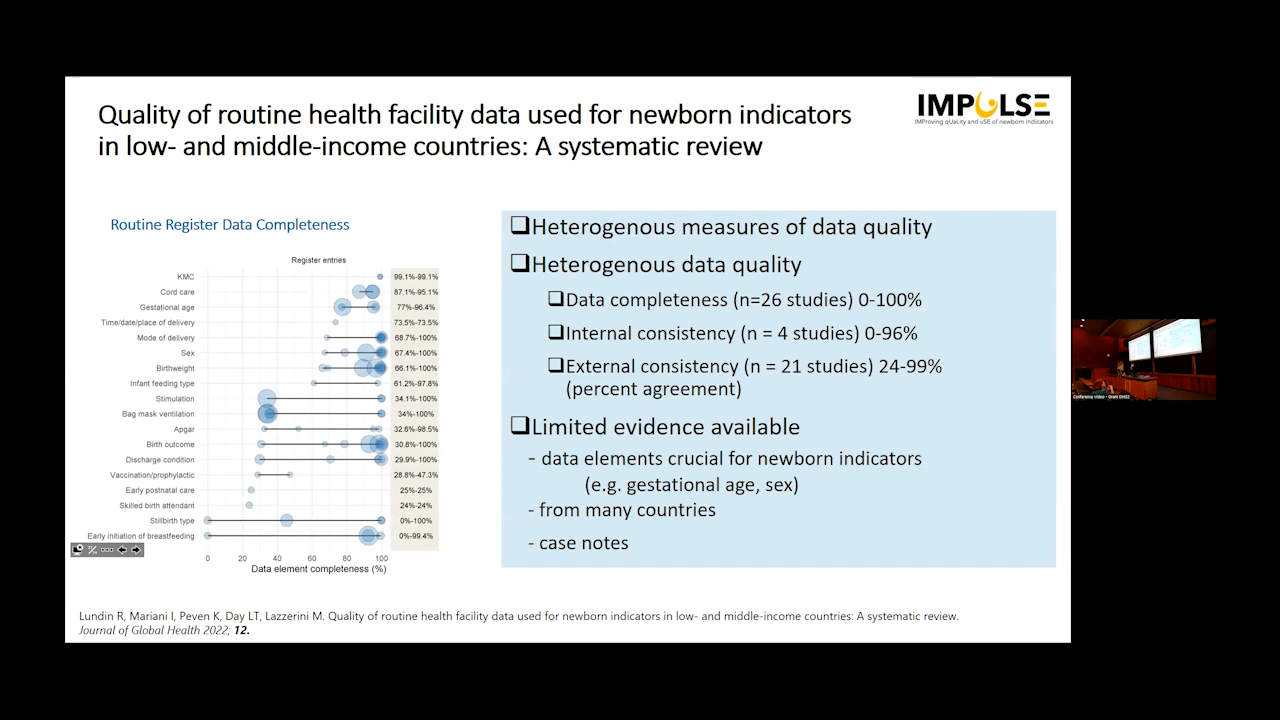 Quality of routine health facility data used for newborn indicators
in low- and middle-income countries: A systematic review
IMPULSE
IMProving qUaLity and uSE of newborn indicators
Routine Register Data Completeness
Register entries
KMC 99.1%-99.1%
Cord care 87.1%-95.1%
Gestational age 77%-96.4%
Time/date/place of delivery 73.5%-73.5%
Mode of delivery 68.7%-100%
Sex 67.4%-100%
Birthweight 66.1%-100%
Infant feeding type 61.2%-97.8%
Stimulation 34.1%-100%
Bag mask ventilation 34%-100%
Apgar 32.6%-98.5%
Birth outcome 30.8%-100%
Discharge condition 29.9%-100%
Vaccination/prophylactic 28.8%-47.3%
Early postnatal care 25%-25%
Skilled birth attendant 24%-24%
Stillbirth type 0%-100%
Early initiation of breastfeeding 0%-99.4%
0 20 40 60 80 100
Data element completeness (%)
❑Heterogenous measures of data quality
❑Heterogenous data quality
❑Data completeness (n=26 studies) 0-100%
❑Internal consistency (n = 4 studies) 0-96%
❑External consistency (n = 21 studies) 24-99%
(percent agreement)
❑Limited evidence available
- data elements crucial for newborn indicators
(e.g. gestational age, sex)
- from many countries
- case notes
Lundin R, Mariani I, Peven K, Day LT, Lazzerini M. Quality of routine health facility data used for newborn indicators in low- and middle-income countries: A systematic review.
Journal of Global Health 2022; 12.
Conference Video - Grant DHIS2